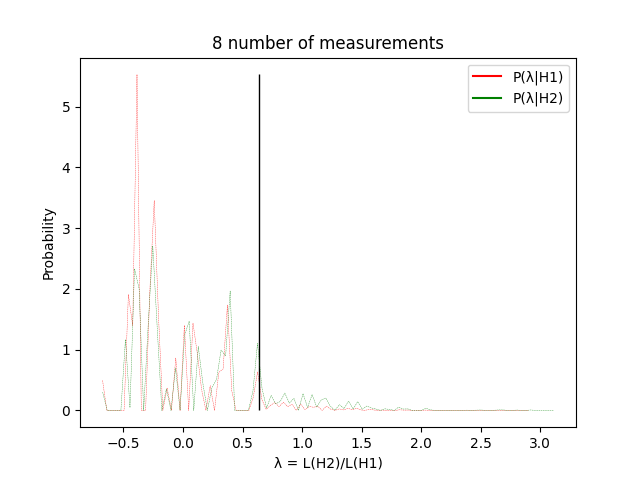 8 number of measurements
P(λ|H1)
P(λ|H2)
Probability
5
4
3
2
1
0
−0.5 0.0 0.5 1.0 1.5 2.0 2.5 3.0
λ = L(H2)/L(H1)